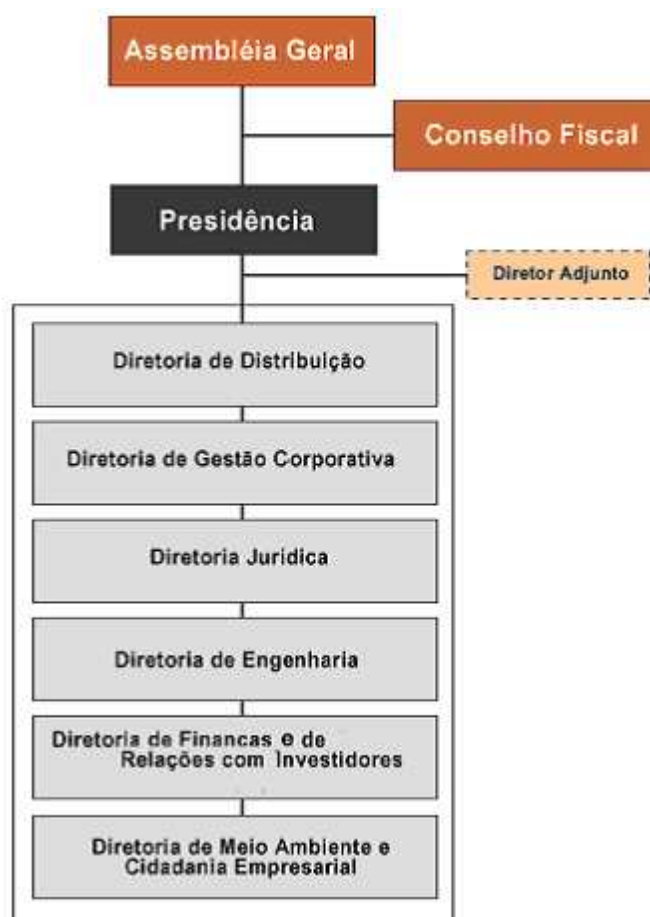 Assembléia Geral
Conselho Fiscal
Presidência
Diretor Adjunto
Diretoria de Distribuição
Diretoria de Gestão Corporativa
Diretoria Jurídica
Diretoria de Engenharia
Diretoria de Financas e de
Relações com Investidores
Diretoria de Meio Ambiente e
Cidadania Empresarial